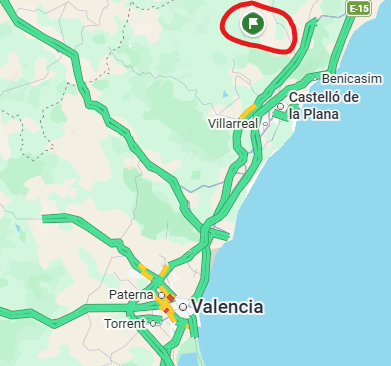 E-15
Benicasim
Castelló de
la Plana
Villarreal
Paterna
Valencia
Torrent